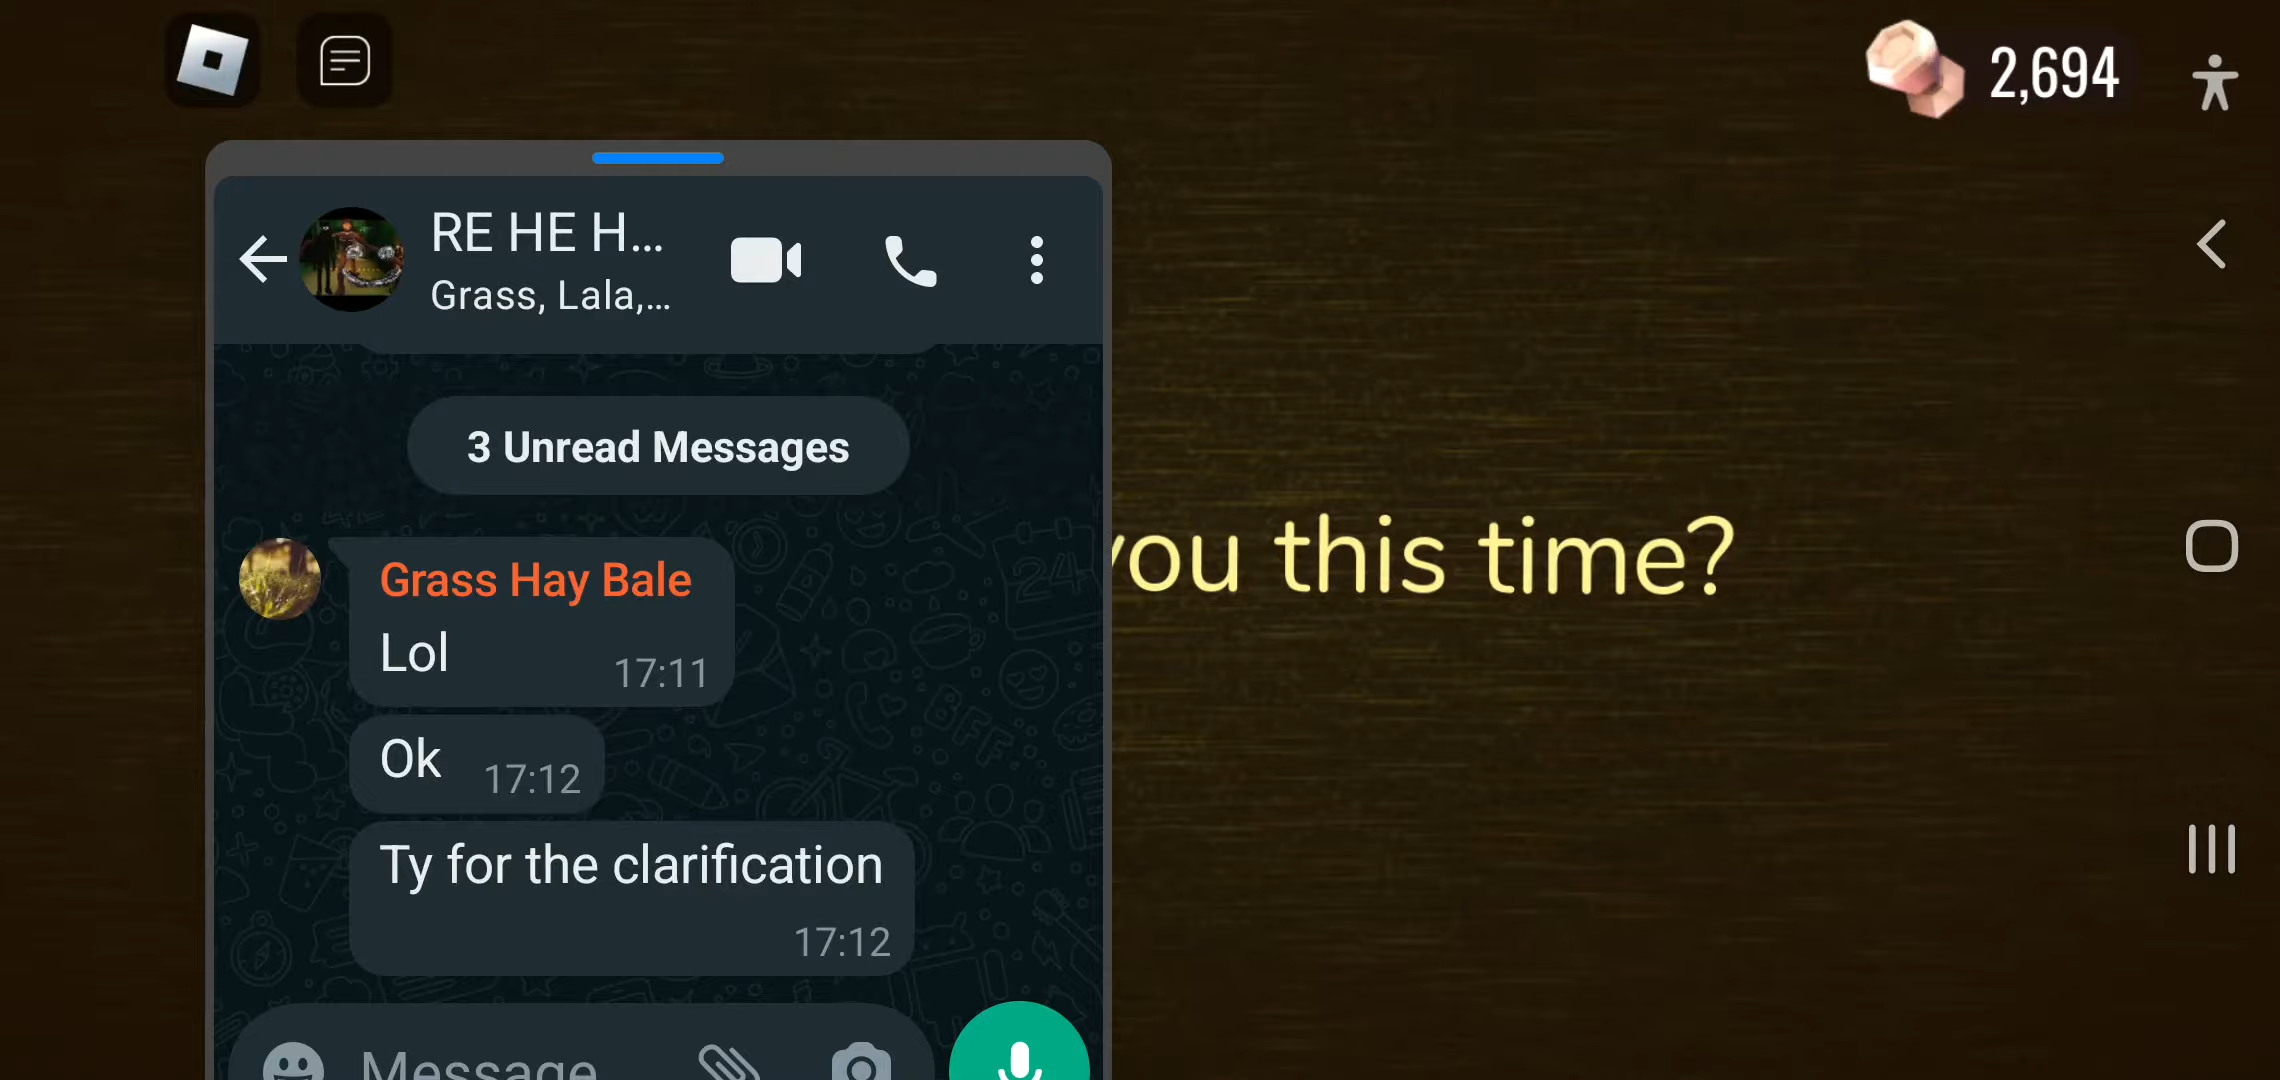 2,694
RE HE H...
Grass, Lala,...
3 Unread Messages
Grass Hay Bale
Lol
17:11
Ok
17:12
Ty for the clarification
17:12
Message
you this time?